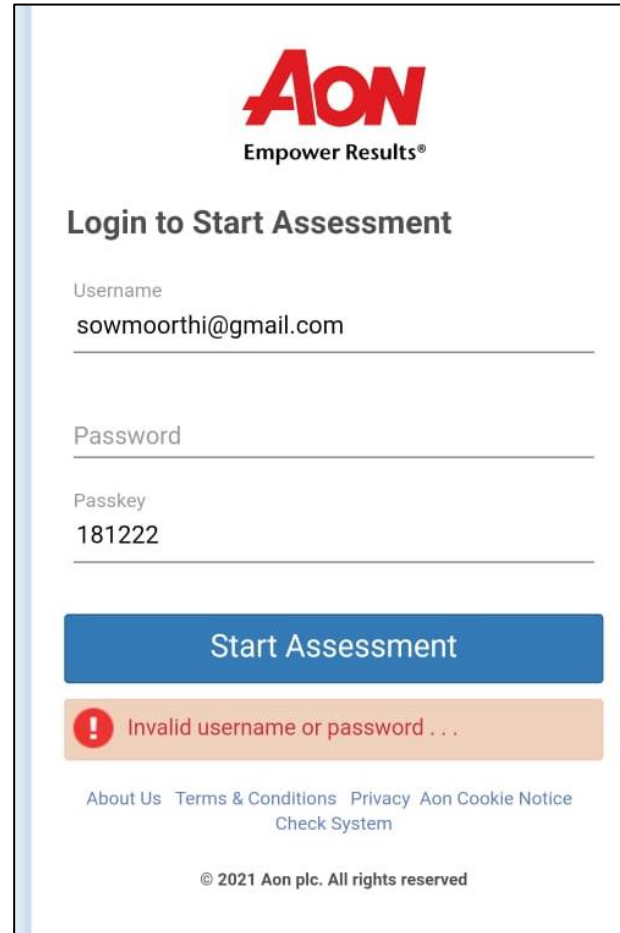 AON
Empower Results®
Login to Start Assessment
Username
sowmoorthi@gmail.com
Password
Passkey
181222
Start Assessment
! Invalid username or password . . .
About Us Terms & Conditions Privacy Aon Cookie Notice
Check System
© 2021 Aon plc. All rights reserved